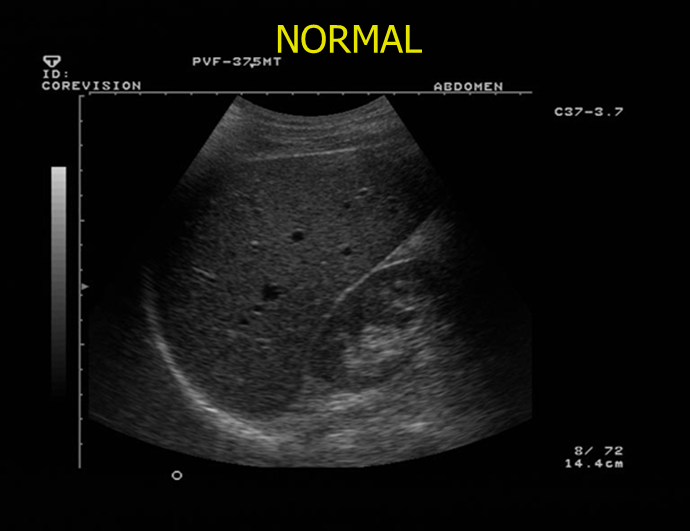 NORMAL
PVF-375MT
ID:
COREVISION
ABDOMEN
C37-3.7
8/ 72
14.4cm